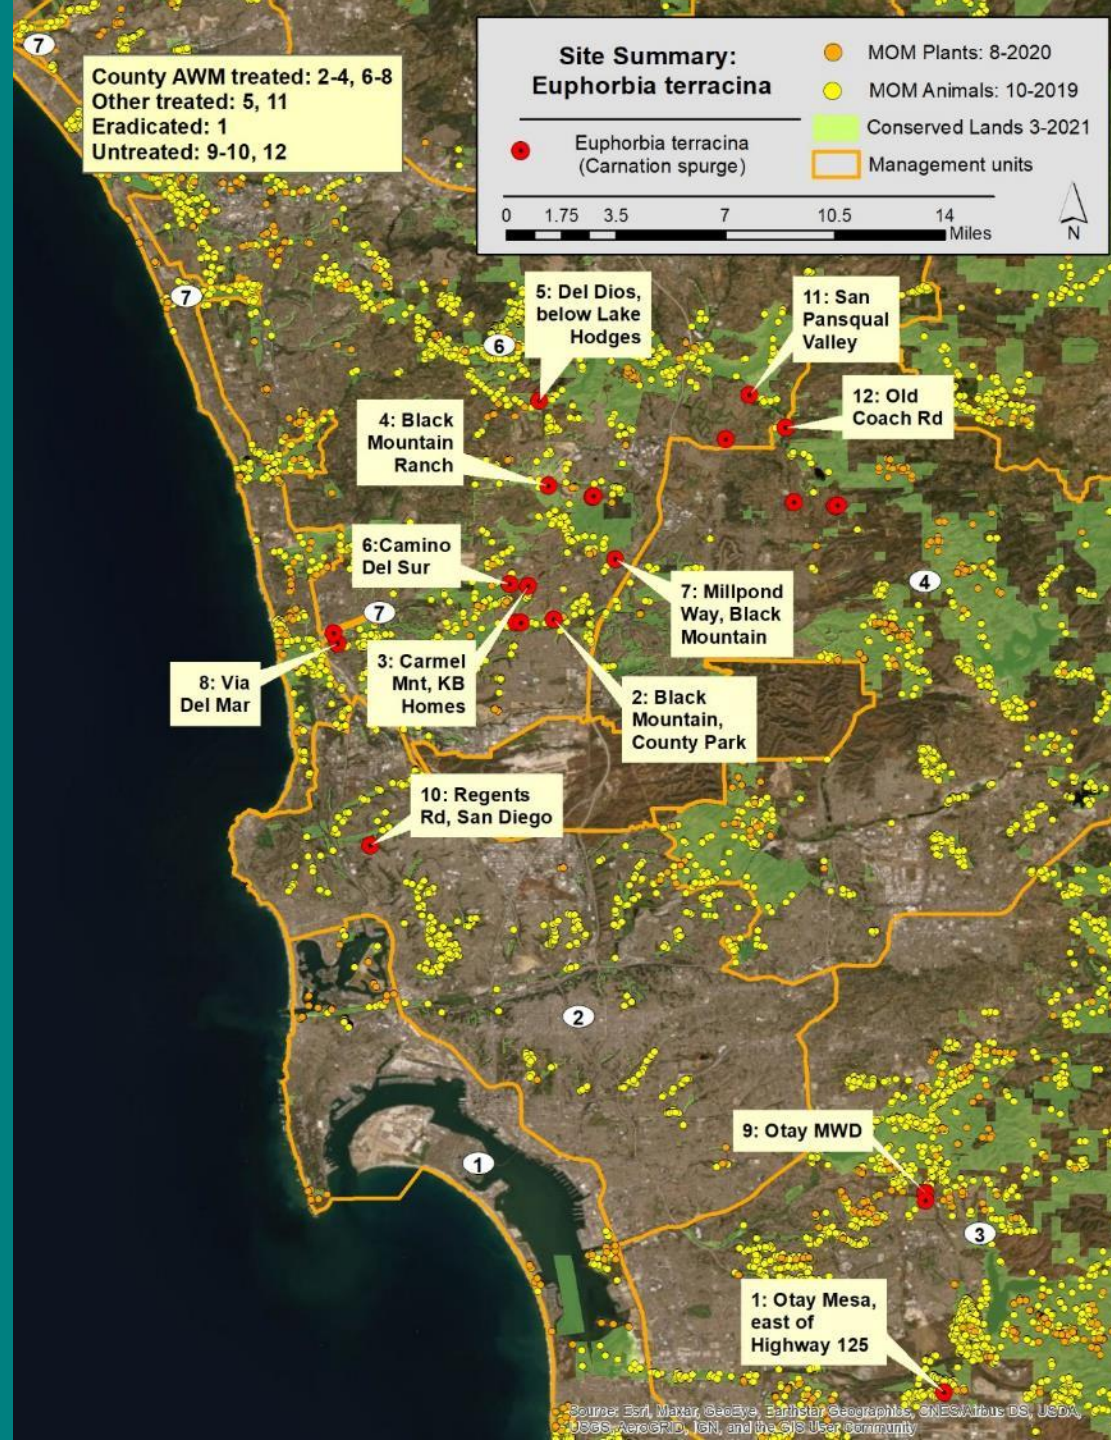 7
County AWM treated: 2-4, 6-8
Other treated: 5, 11
Eradicated: 1
Untreated: 9-10, 12
Site Summary:
Euphorbia terracina
Euphorbia terracina
(Carnation spurge)
MOM Plants: 8-2020
MOM Animals: 10-2019
Conserved Lands 3-2021
Management units
0 1.75 3.5 7 10.5 14
Miles
N
7
5: Del Dios,
below Lake
Hodges
11: San
Pansqual
Valley
6
12: Old
Coach Rd
4: Black
Mountain
Ranch
6:Camino
Del Sur
4
7: Millpond
Way, Black
Mountain
7
3: Carmel
Mnt, KB
Homes
8: Via
Del Mar
2: Black
Mountain,
County Park
10: Regents
Rd, San Diego
2
9: Otay MWD
1
3
1: Otay Mesa,
east of
Highway 125
Source: Esri, Maxar, GeoEye, Earthstar Geographics, CNES/Airbus DS, USDA,
USGS, AeroGRID, IGN, and the GIS User Community